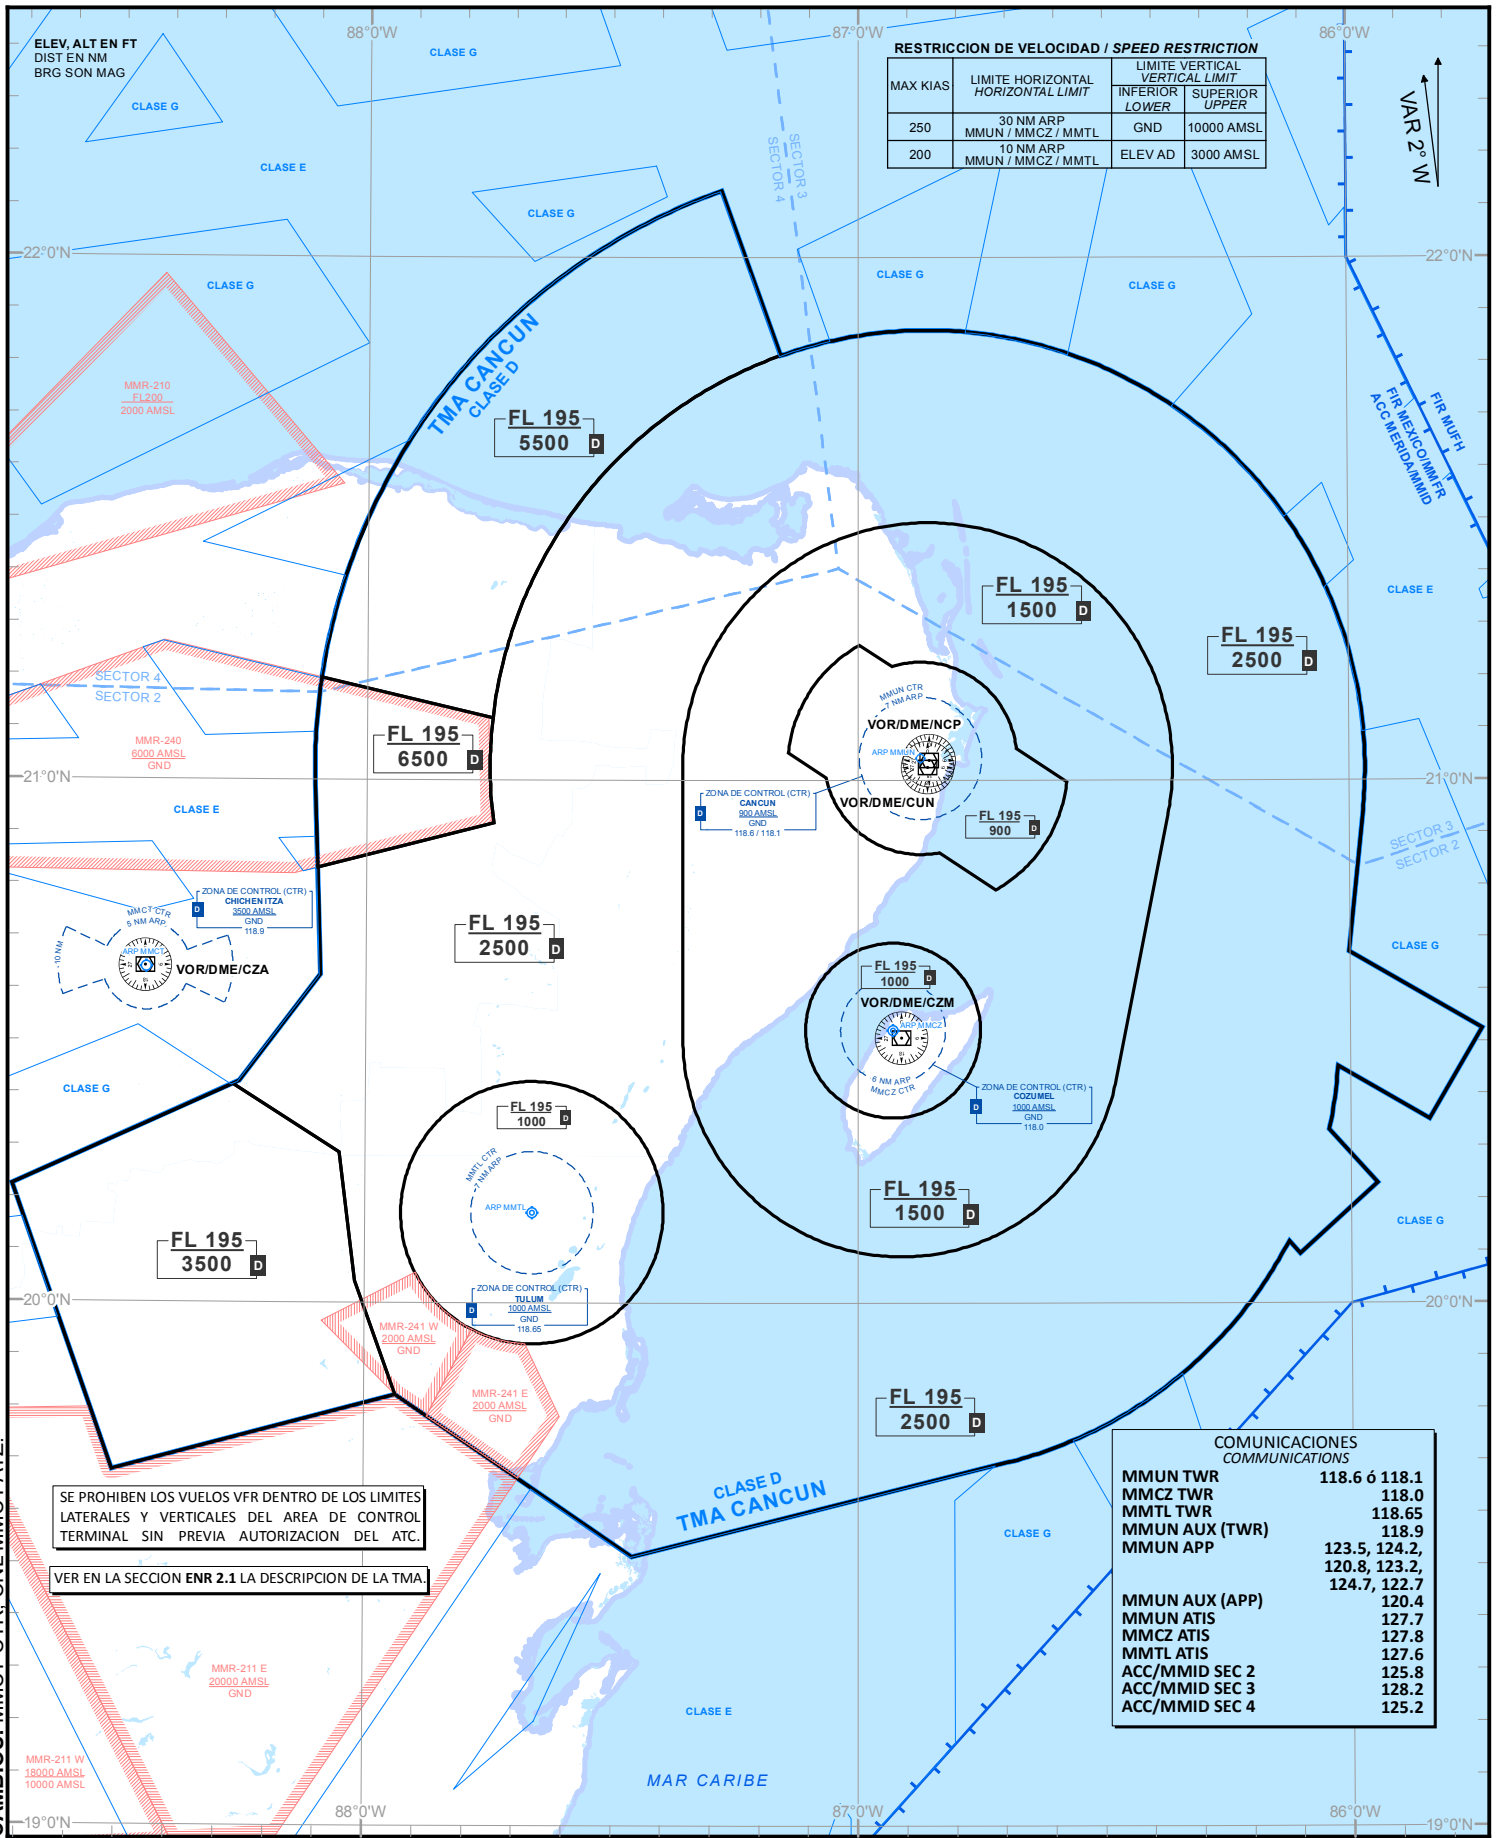 88°0'W
87°0'W
86°0'W
ELEV, ALT EN FT
DIST EN NM
BRG SON MAG
CLASE G
CLASE G
CLASE E
CLASE G
RESTRICCION DE VELOCIDAD / SPEED RESTRICTION
MAX KIAS
LIMITE HORIZONTAL
HORIZONTAL LIMIT
LIMITE VERTICAL
VERTICAL LIMIT
INFERIOR
LOWER
SUPERIOR
UPPER
250
30 NM ARP
MMUN / MMCZ / MMTL
GND
10000 AMSL
200
10 NM ARP
MMUN / MMCZ / MMTL
ELEV AD
3000 AMSL
VAR 2° W
SECTOR 3
SECTOR 4
22°0'N
22°0'N
CLASE G
CLASE G
CLASE G
MMR-210
FL200
2000 AMSL
TMA CANCUN
CLASE D
FL 195
5500
D
FIR MUFH
FIR MEXICO/MMFR
ACC MERIDA/MMID
CLASE E
FL 195
1500
D
FL 195
2500
D
SECTOR 4
SECTOR 2
MMR-240
6000 AMSL
GND
FL 195
6500
D
MMUN CTR
7 NM ARP
VOR/DME/NCP
ARP MMUN
VOR/DME/CUN
21°0'N
21°0'N
CLASE E
ZONA DE CONTROL (CTR)
CANCUN
900 AMSL
GND
118.6 / 118.1
D
FL 195
900
D
SECTOR 3
SECTOR 2
ZONA DE CONTROL (CTR)
CHICHEN ITZA
3500 AMSL
GND
118.9
D
MMCT CTR
5 NM ARP
10 NM
ARP MMCT
VOR/DME/CZA
FL 195
2500
D
CLASE G
FL 195
1000
D
VOR/DME/CZM
ARP MMCZ
6 NM ARP
MMCZ CTR
CLASE G
ZONA DE CONTROL (CTR)
COZUMEL
1000 AMSL
GND
118.0
D
FL 195
1000
D
MMTL CTR
7 NM ARP
ARP MMTL
FL 195
1500
D
CLASE G
FL 195
3500
D
ZONA DE CONTROL (CTR)
TULUM
1000 AMSL
GND
118.65
D
20°0'N
20°0'N
MMR-241 W
2000 AMSL
GND
MMR-241 E
2000 AMSL
GND
FL 195
2500
D
CLASE D
TMA CANCUN
CLASE G
SE PROHIBEN LOS VUELOS VFR DENTRO DE LOS LIMITES
LATERALES Y VERTICALES DEL AREA DE CONTROL
TERMINAL SIN PREVIA AUTORIZACION DEL ATC.
VER EN LA SECCION ENR 2.1 LA DESCRIPCION DE LA TMA.
COMUNICACIONES
COMMUNICATIONS
MMUN TWR 118.6 ó 118.1
MMCZ TWR 118.0
MMTL TWR 118.65
MMUN AUX (TWR) 118.9
MMUN APP 123.5, 124.2,
120.8, 123.2,
124.7, 122.7
MMUN AUX (APP) 120.4
MMUN ATIS 127.7
MMCZ ATIS 127.8
MMTL ATIS 127.6
ACC/MMID SEC 2 125.8
ACC/MMID SEC 3 128.2
ACC/MMID SEC 4 125.2
MMR-211 E
20000 AMSL
GND
MMR-211 W
18000 AMSL
10000 AMSL
CLASE E
MAR CARIBE
88°0'W
87°0'W
86°0'W
19°0'N
19°0'N